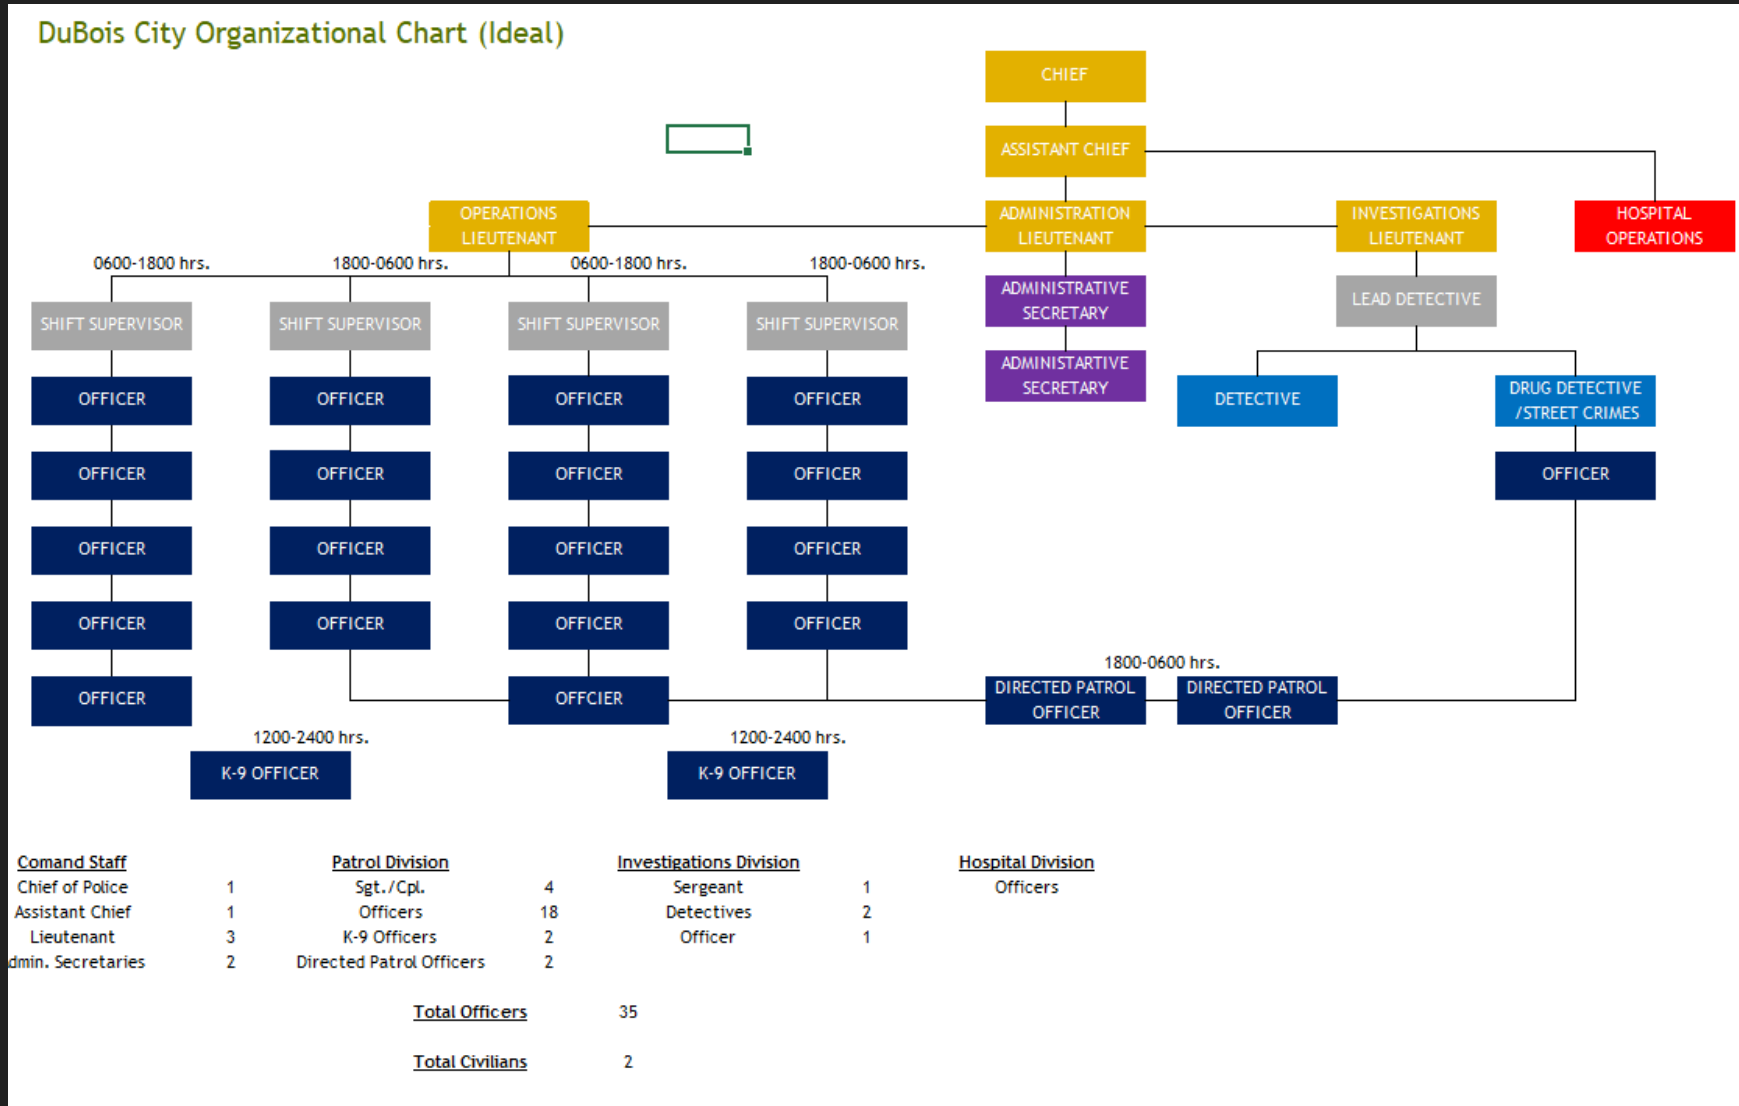 DuBois City Organizational Chart (Ideal)
CHIEF
ASSISTANT CHIEF
OPERATIONS
LIEUTENANT
ADMINISTRATION
LIEUTENANT
INVESTIGATIONS
LIEUTENANT
HOSPITAL
OPERATIONS
0600-1800 hrs.
1800-0600 hrs.
0600-1800 hrs.
1800-0600 hrs.
ADMINISTRATIVE
SECRETARY
LEAD DETECTIVE
SHIFT SUPERVISOR
SHIFT SUPERVISOR
SHIFT SUPERVISOR
SHIFT SUPERVISOR
ADMINISTARTIVE
SECRETARY
OFFICER
OFFICER
OFFICER
OFFICER
DETECTIVE
DRUG DETECTIVE
/STREET CRIMES
OFFICER
OFFICER
OFFICER
OFFICER
OFFICER
OFFICER
OFFICER
OFFICER
OFFICER
OFFICER
OFFICER
OFFICER
OFFICER
1800-0600 hrs.
OFFICER
OFFCIER
DIRECTED PATROL
OFFICER
DIRECTED PATROL
OFFICER
1200-2400 hrs.
1200-2400 hrs.
K-9 OFFICER
K-9 OFFICER
Comand Staff
Chief of Police 1
Assistant Chief 1
Lieutenant 3
dmin. Secretaries 2
Patrol Division
Sgt./Cpl. 4
Officers 18
K-9 Officers 2
Directed Patrol Officers 2
Investigations Division
Sergeant 1
Detectives 2
Officer 1
Hospital Division
Officers
Total Officers 35
Total Civilians 2